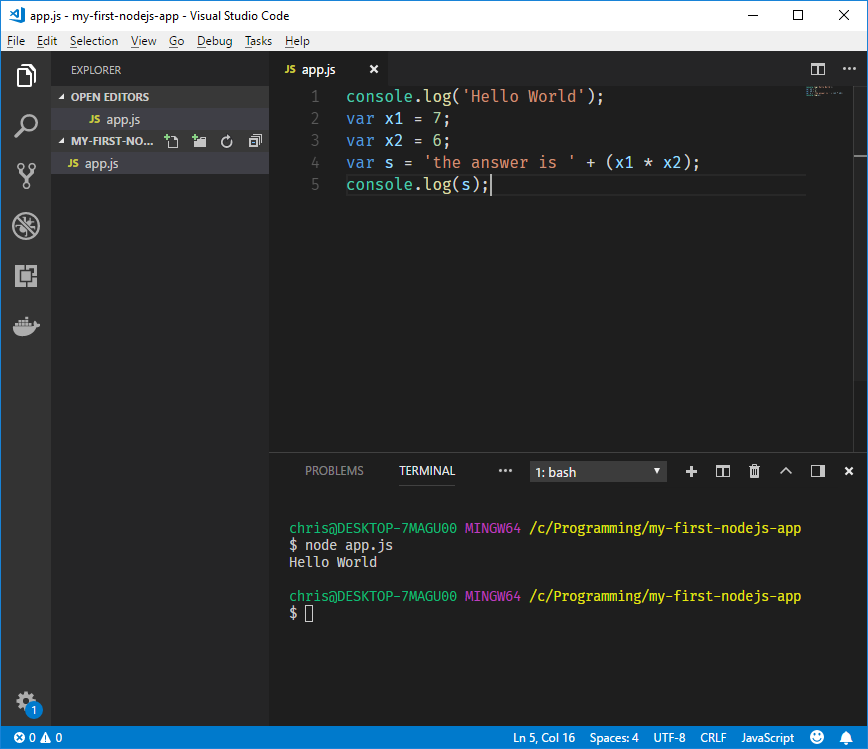 app.js - my-first-nodejs-app - Visual Studio Code
File Edit Selection View Go Debug Tasks Help
EXPLORER
OPEN EDITORS
JS app.js
MY-FIRST-NO...
JS app.js
JS app.js
1 console.log('Hello World');
2 var x1 = 7;
3 var x2 = 6;
4 var s = 'the answer is ' + (x1 * x2);
5 console.log(s);
PROBLEMS TERMINAL ... 1: bash
chris@DESKTOP-7MAGU00 MINGW64 /c/Programming/my-first-nodejs-app
$ node app.js
Hello World
chris@DESKTOP-7MAGU00 MINGW64 /c/Programming/my-first-nodejs-app
$
1
0 0 Ln 5, Col 16 Spaces: 4 UTF-8 CRLF JavaScript